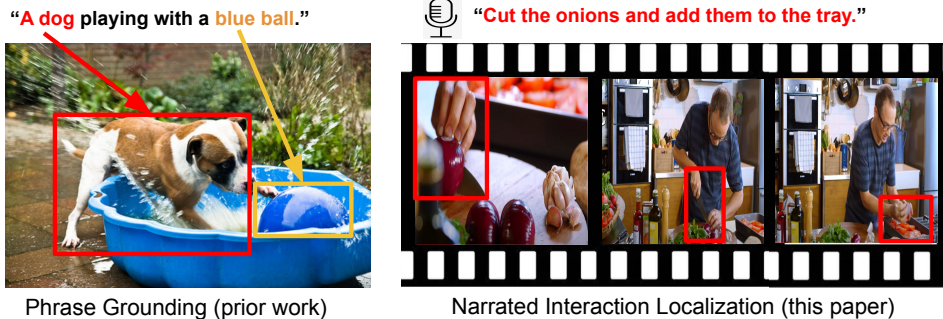 “A dog playing with a blue ball.”
“Cut the onions and add them to the tray.”
Phrase Grounding (prior work)
Narrated Interaction Localization (this paper)